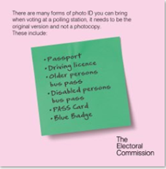 There are many forms of photo ID you can bring
when voting at a polling station, it needs to be the
original version and not a photocopy.
These include:
• Passport
• Driving licence
• Older persons
bus pass
• Disabled persons
bus pass
• PASS Card
• Blue Badge
The
Electoral
Commission